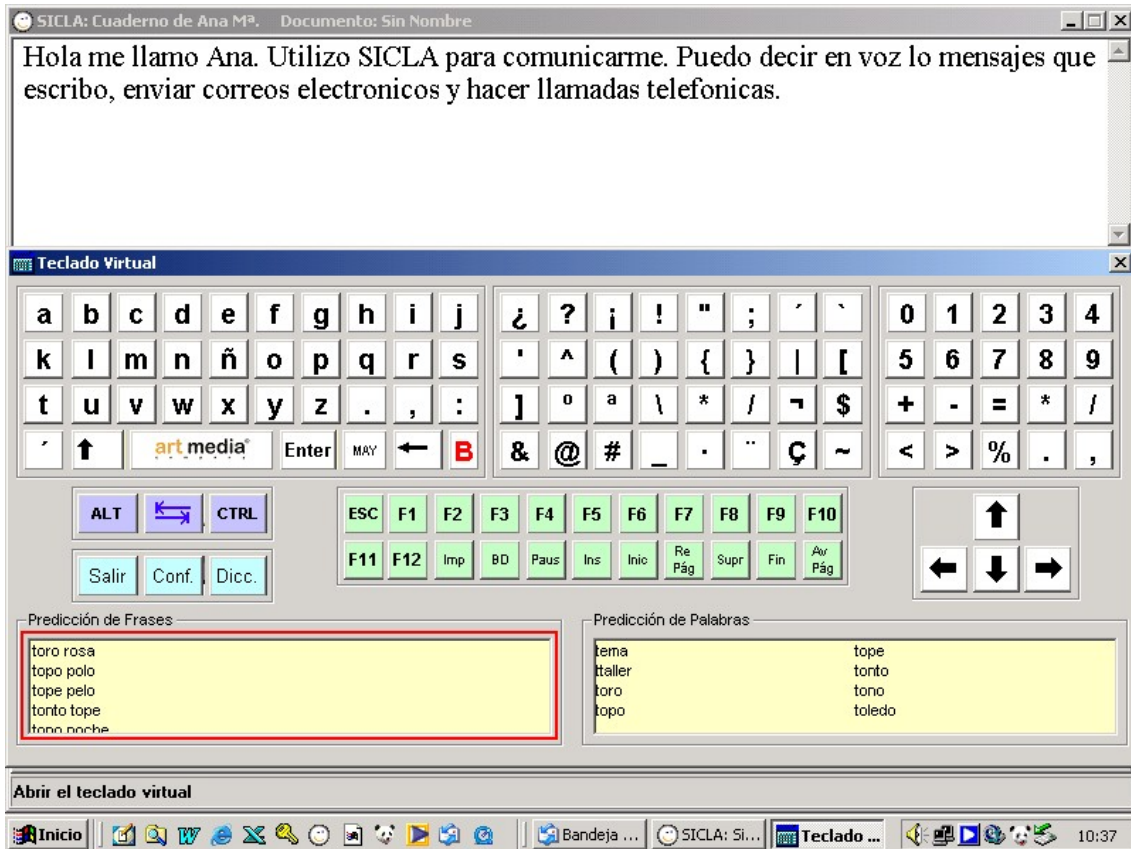 SICLA: Cuaderno de Ana Mª. Documento: Sin Nombre
Hola me llamo Ana. Utilizo SICLA para comunicarme. Puedo decir en voz lo mensajes que
escribo, enviar correos electronicos y hacer llamadas telefonicas.
Teclado Virtual
a b c d e f g h i j ¿ ? ¡ ! " ; ´ ` 0 1 2 3 4
k l m n ñ o p q r s ' ^ ( ) { } | [ 5 6 7 8 9
t u v w x y z . , : ] º ª \ * / ¬ $ + - = * /
´ ↑ art media Enter MAY ← B & @ # _ · ¨ Ç ~ < > % . ,
ALT CTRL ESC F1 F2 F3 F4 F5 F6 F7 F8 F9 F10 ↑
F11 F12 Imp BD Paus Ins Inic Re Pág Supr Fin Av Pág
Salir Conf. Dicc. ← ↓ →
Predicción de Frases Predicción de Palabras
toro rosa tema tope
topo polo ttaller tonto
tope pelo toro tono
tonto tope topo toledo
topo noche
Abrir el teclado virtual
Inicio Bandeja ... SICLA: Si... Teclado ... 10:37